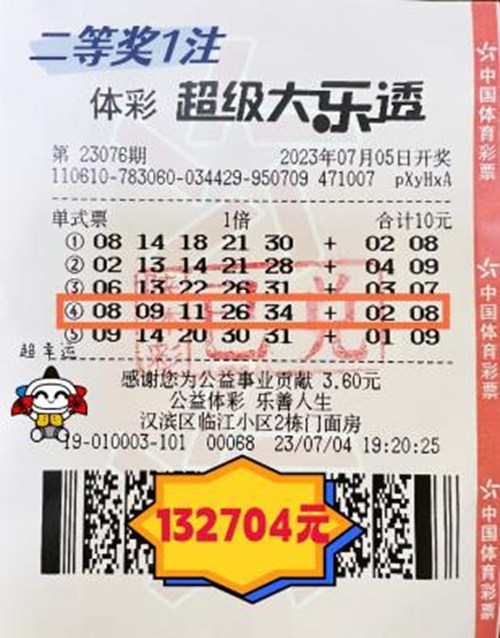 二等奖1注
体彩 超级大乐透
第 23076期 2023年07月05日开奖
110610-783060-034429-950709 471007 pXyHxA
单式票 1倍 合计10元
① 08 14 18 21 30 + 02 08
② 02 13 14 21 28 + 04 09
③ 06 13 22 26 31 + 03 07
④ 08 09 11 26 34 + 02 08
⑤ 09 14 20 30 31 + 01 09
超幸运
感谢您为公益事业贡献 3.60元
公益体彩 乐善人生
汉滨区临江小区2栋门面房
19-010003-101 00068 23/07/04 19:20:25
132704元
中国体育彩票
中国体育彩票
中国体育彩票